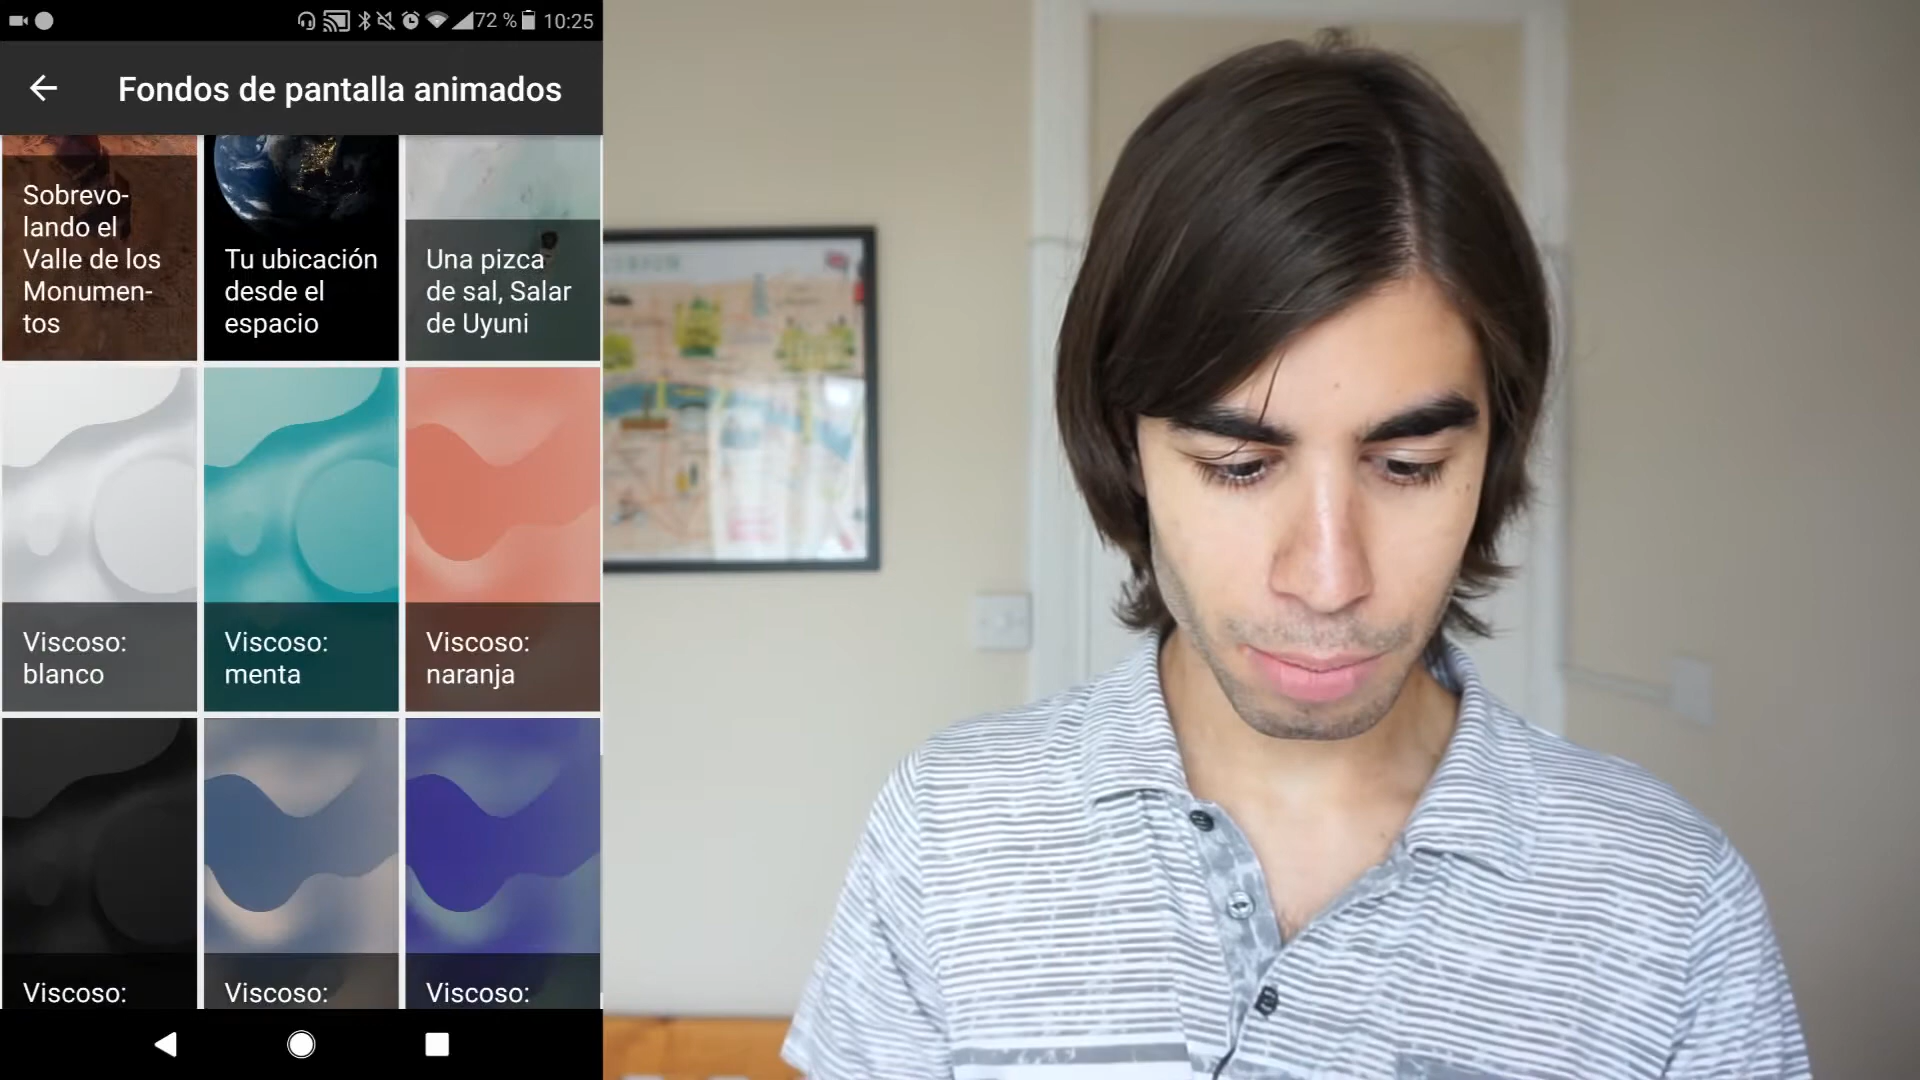 72 % 10:25
Fondos de pantalla animados
Sobrevo-
lando el
Valle de los
Monumen-
tos
Tu ubicación
desde el
espacio
Una pizca
de sal, Salar
de Uyuni
Viscoso:
blanco
Viscoso:
menta
Viscoso:
naranja
Viscoso:
Viscoso:
Viscoso: